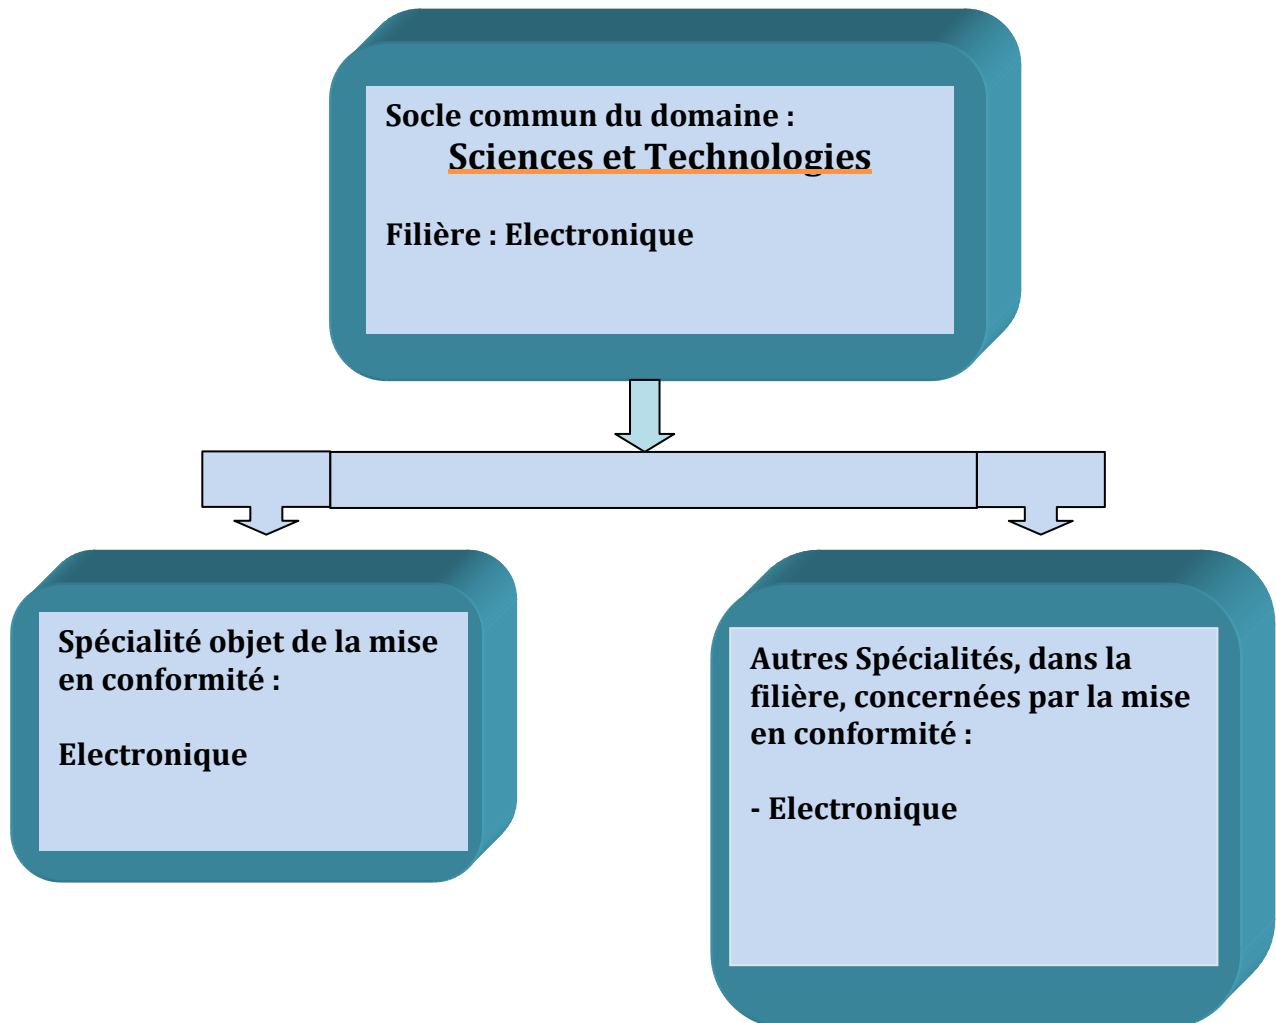 Socle commun du domaine :
Sciences et Technologies
Filière : Electronique
Spécialité objet de la mise
en conformité :
Electronique
Autres Spécialités, dans la
filière, concernées par la mise
en conformité :
- Electronique